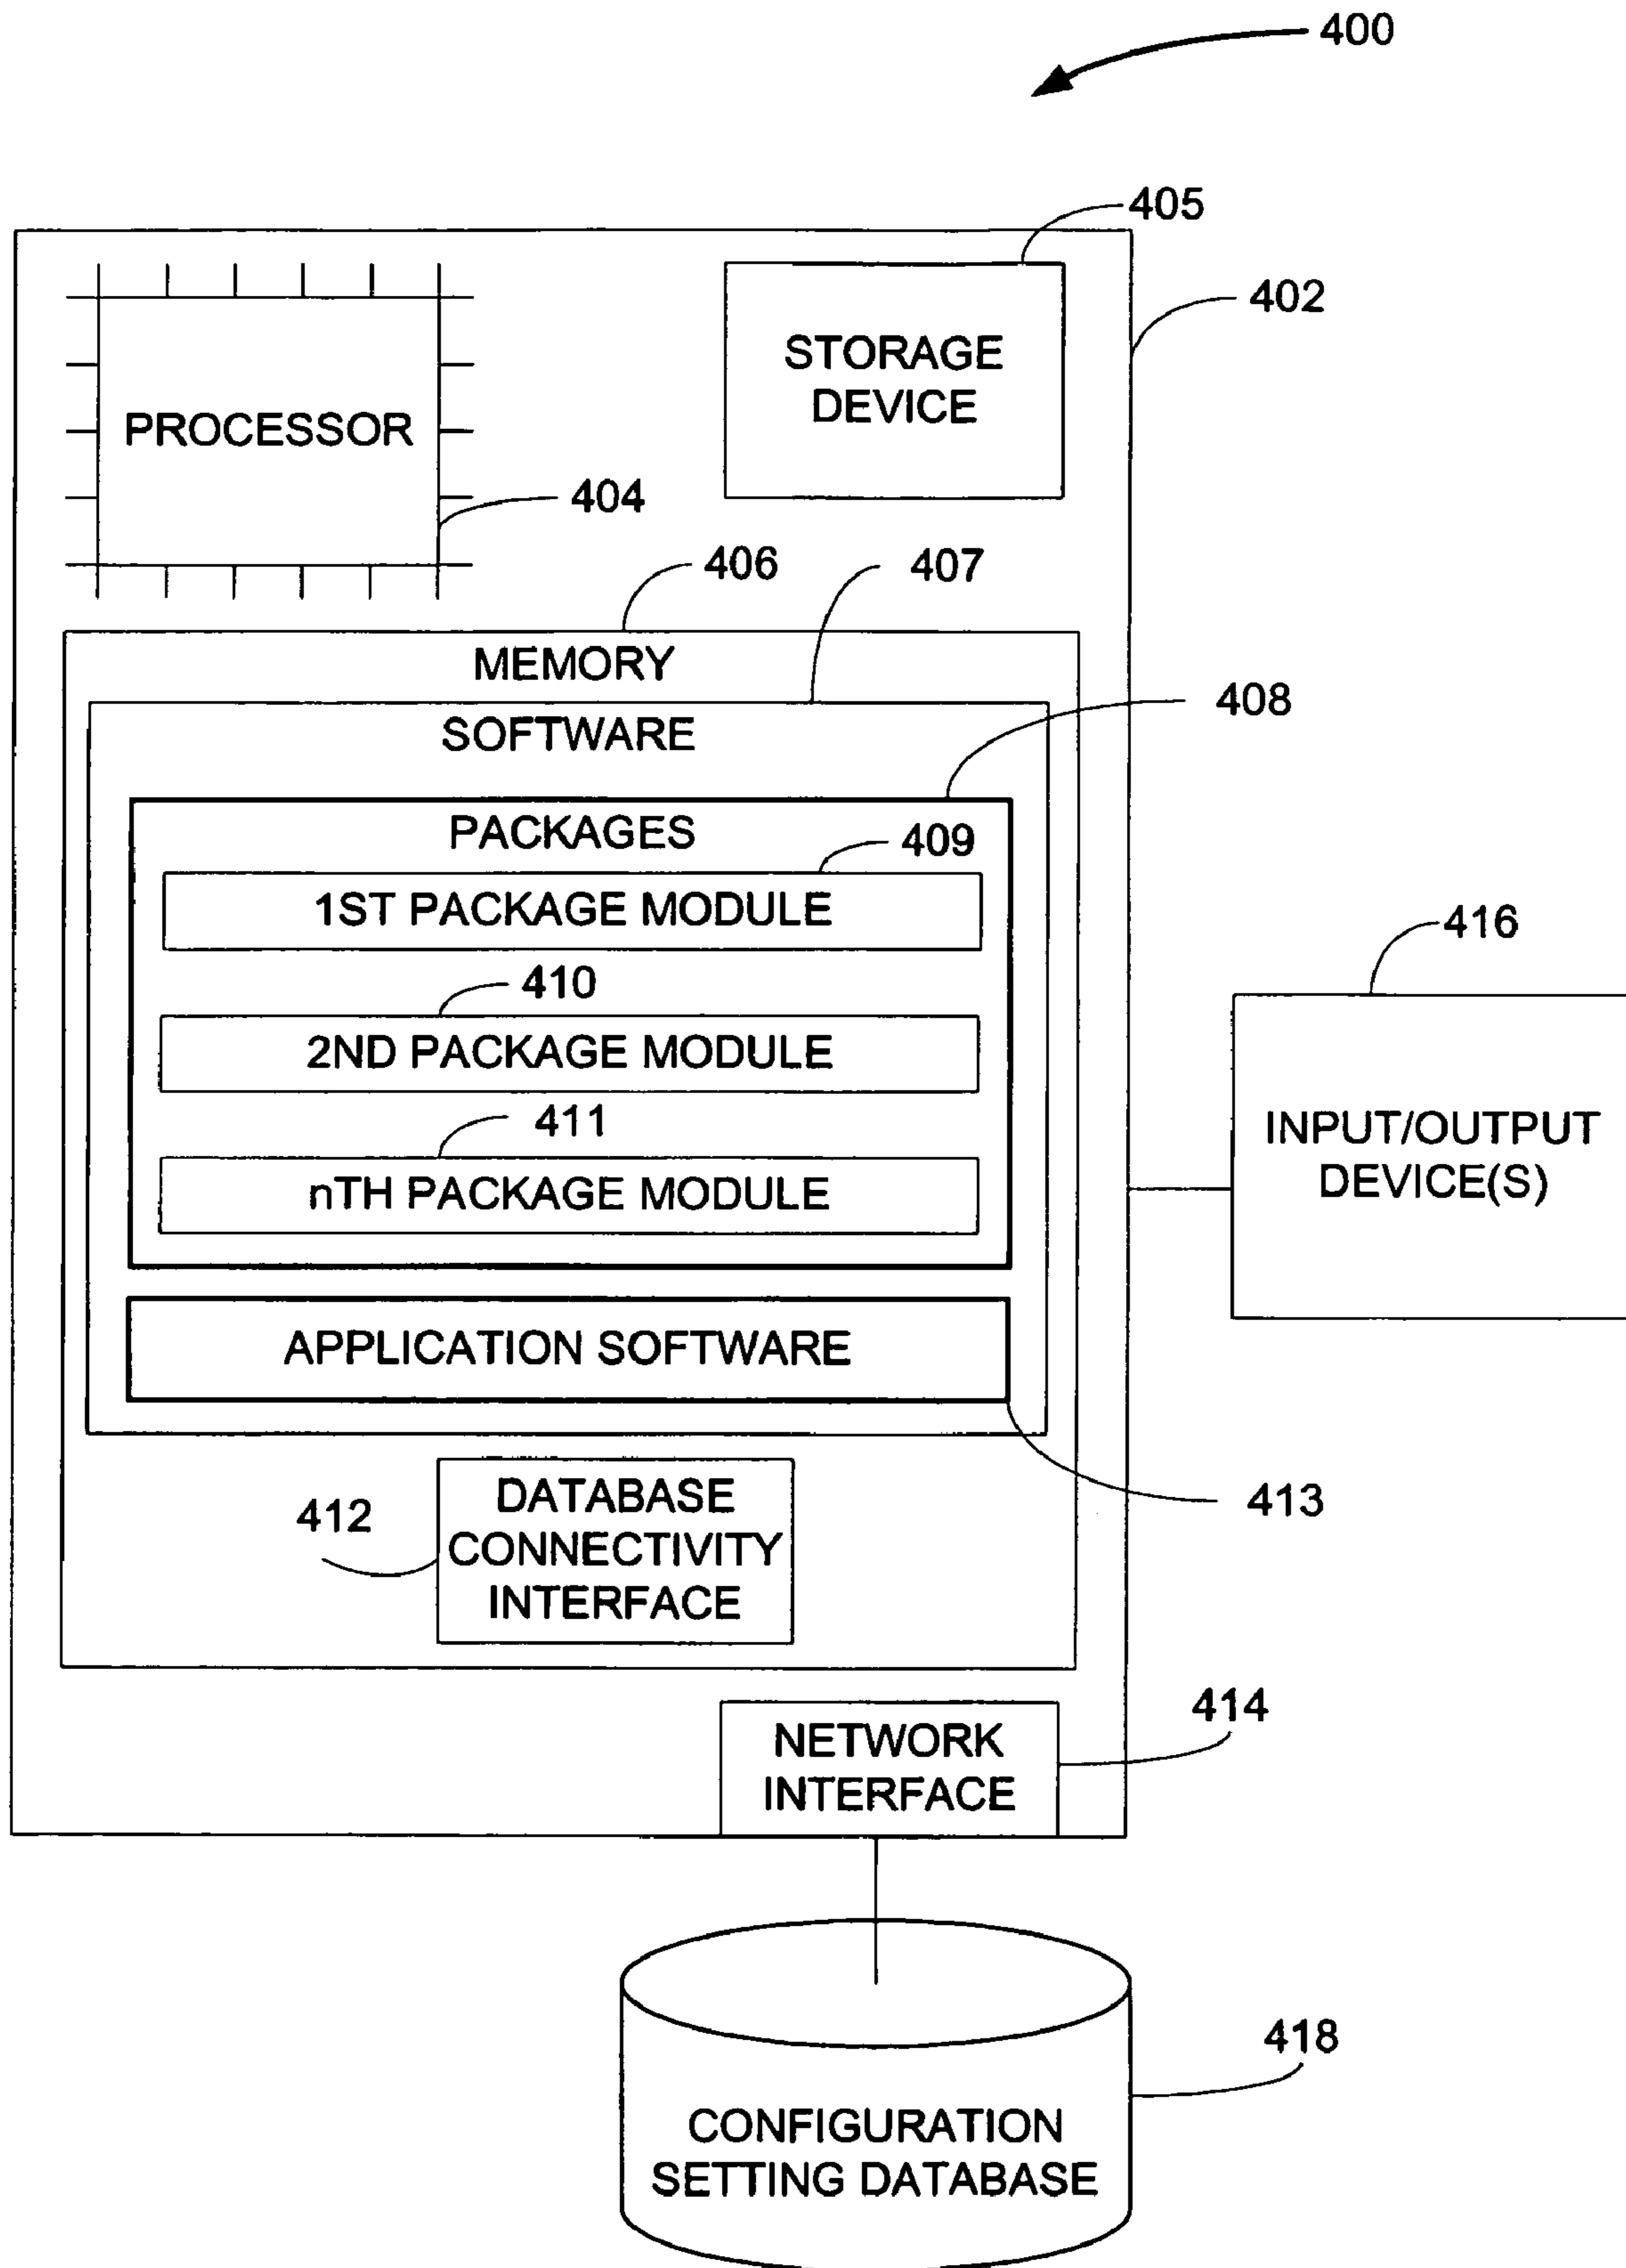 400
405
402
STORAGE
DEVICE
PROCESSOR
404
406
407
MEMORY
408
SOFTWARE
PACKAGES
409
1ST PACKAGE MODULE
416
410
2ND PACKAGE MODULE
411
INPUT/OUTPUT
DEVICE(S)
nTH PACKAGE MODULE
APPLICATION SOFTWARE
413
412
DATABASE
CONNECTIVITY
INTERFACE
414
NETWORK
INTERFACE
418
CONFIGURATION
SETTING DATABASE